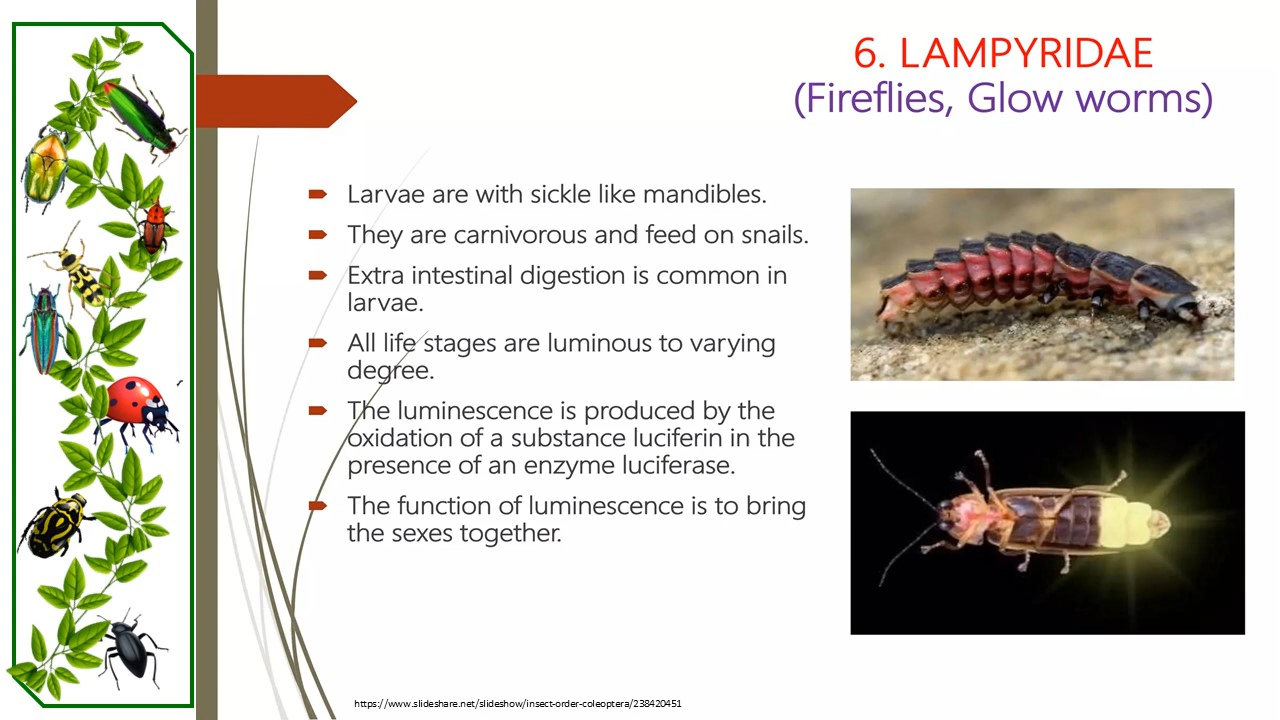 6. LAMPYRIDAE
(Fireflies, Glow worms)
Larvae are with sickle like mandibles.
They are carnivorous and feed on snails.
Extra intestinal digestion is common in
larvae.
All life stages are luminous to varying
degree.
The luminescence is produced by the
oxidation of a substance luciferin in the
presence of an enzyme luciferase.
The function of luminescence is to bring
the sexes together.
https://www.slideshare.net/slideshow/insect-order-coleoptera/238420451